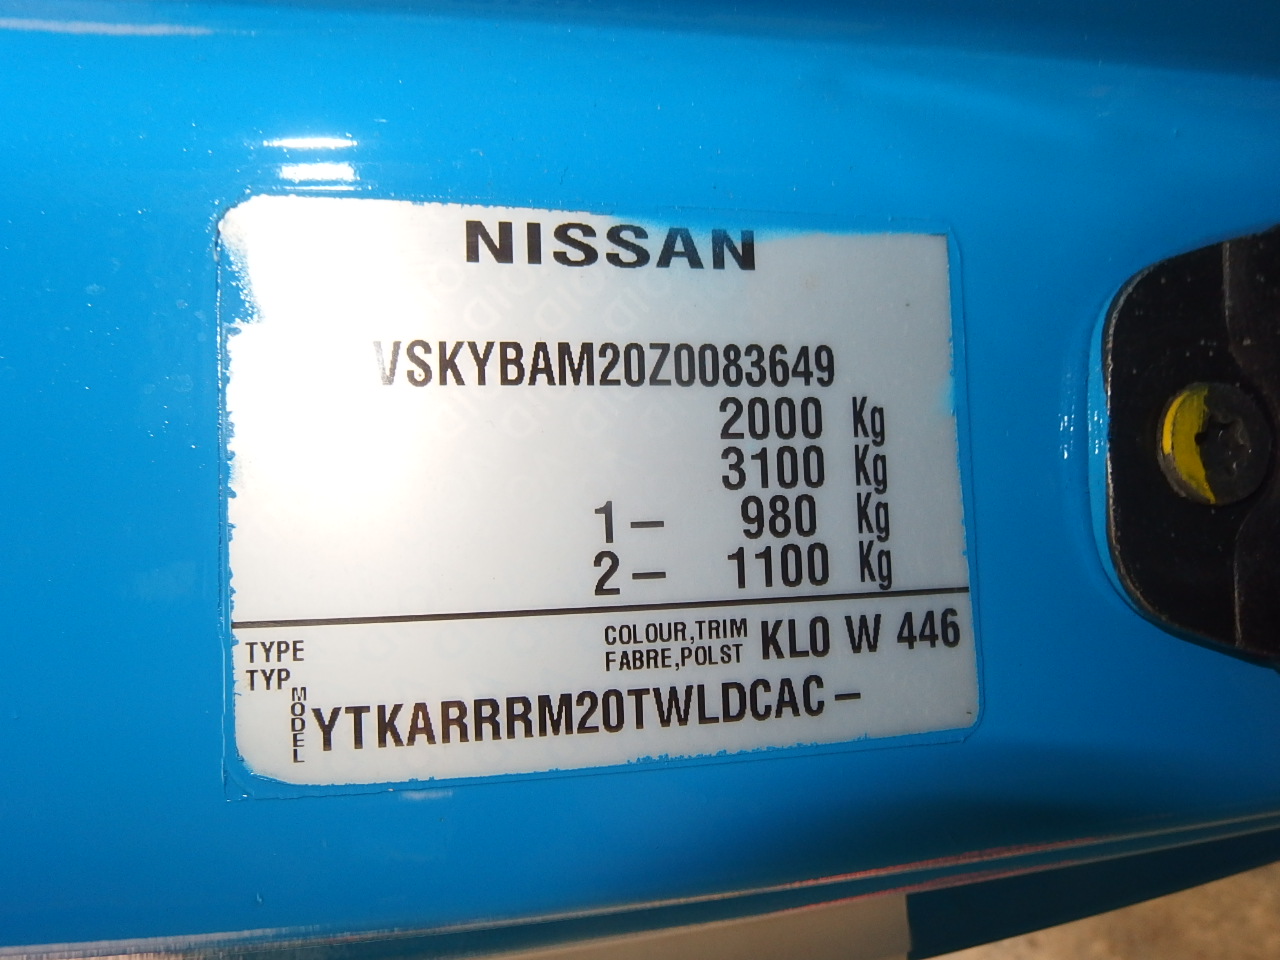 NISSAN
VSKYBAM20Z0083649
2000 Kg
3100 Kg
1- 980 Kg
2- 1100 Kg
TYPE
TYP
COLOUR,TRIM
FABRE,POLST
KL0 W 446
MODEL
YTKARRRRM20TWLDCAC-